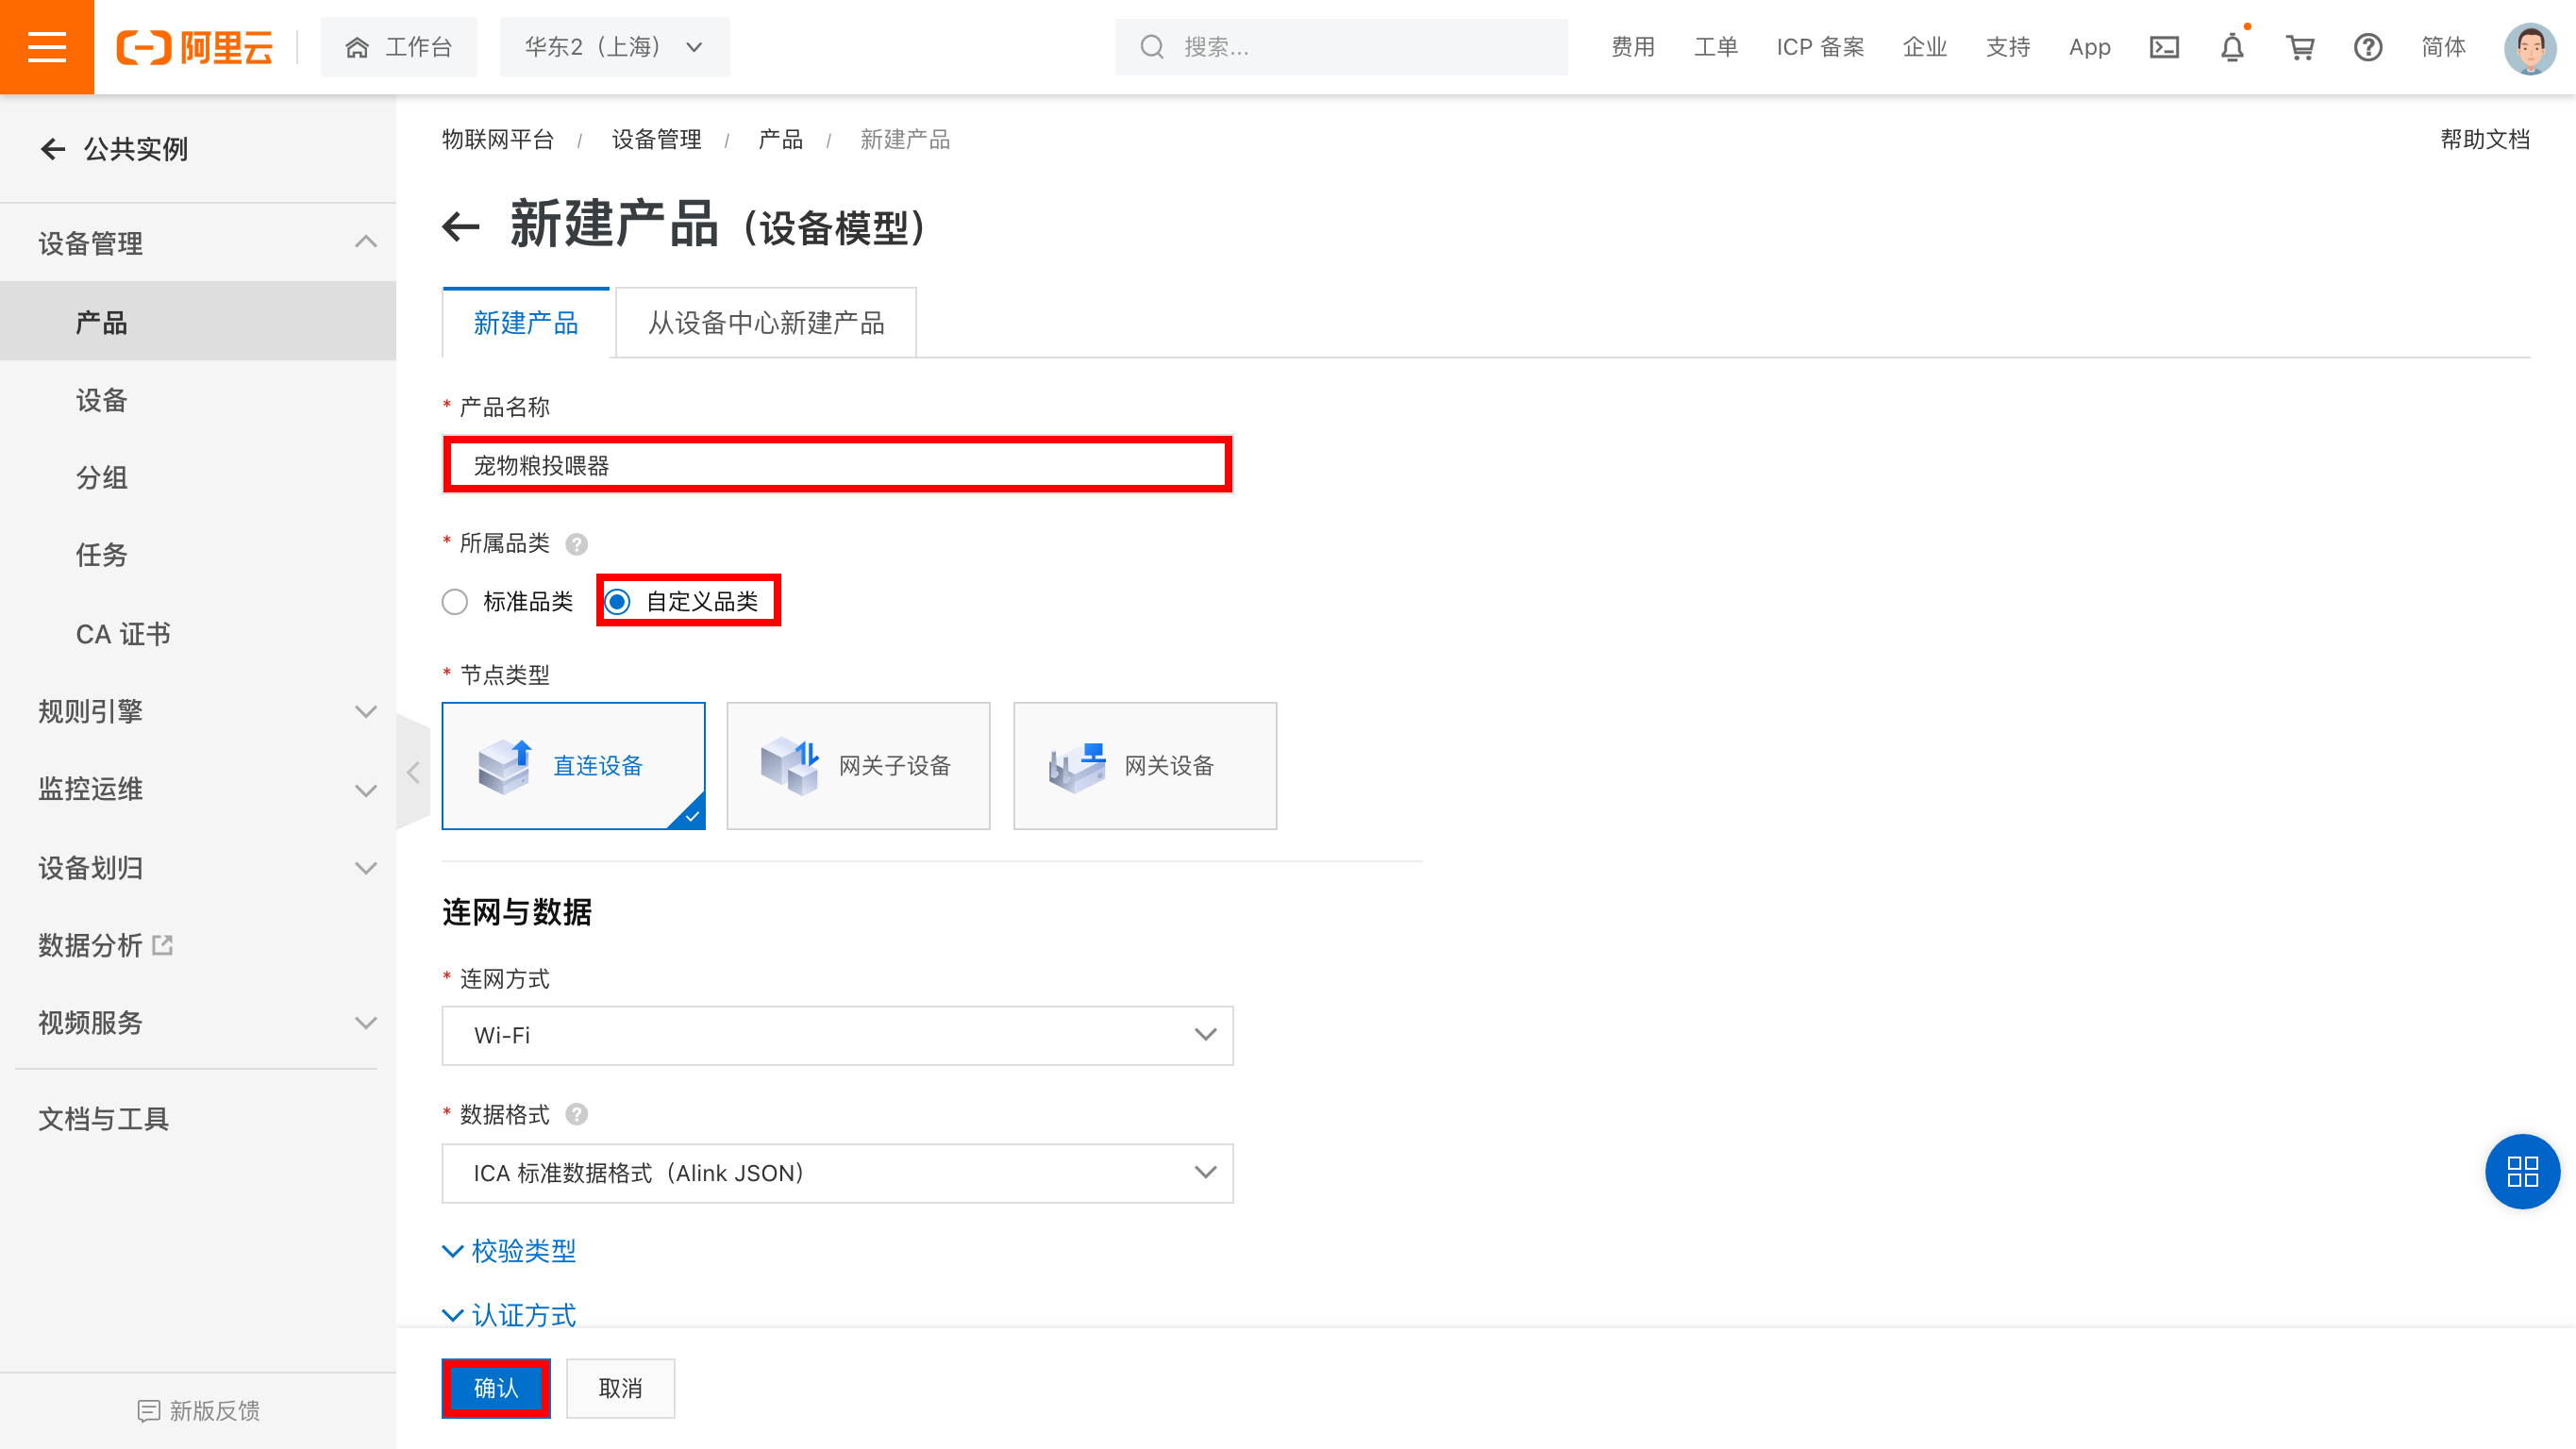 阿里云
工作台
华东2（上海）
搜索...
费用
工单
ICP 备案
企业
支持
App
简体
公共实例
设备管理
产品
设备
分组
任务
CA 证书
规则引擎
监控运维
设备划归
数据分析
视频服务
文档与工具
新版反馈
物联网平台 / 设备管理 / 产品 / 新建产品
帮助文档
新建产品（设备模型）
新建产品
从设备中心新建产品
* 产品名称
宠物粮投喂器
* 所属品类 ?
标准品类
自定义品类
* 节点类型
直连设备
网关子设备
网关设备
连网与数据
* 连网方式
Wi-Fi
* 数据格式 ?
ICA 标准数据格式（Alink JSON）
校验类型
认证方式
确认
取消